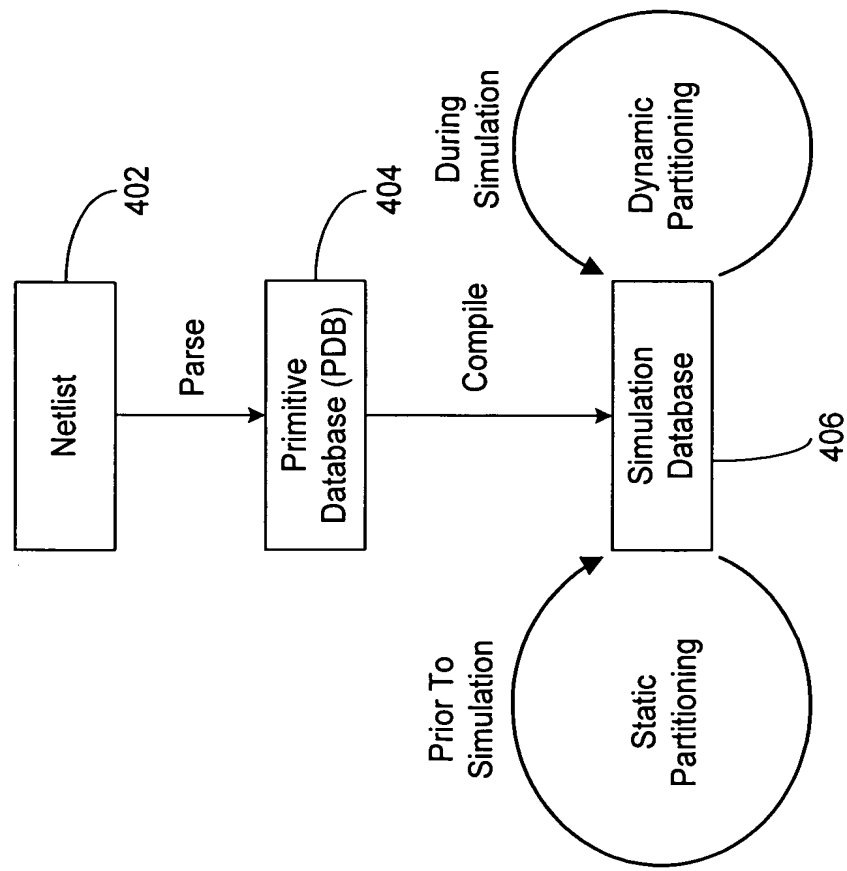 Netlist
402
Parse
Primitive
Database (PDB)
404
Compile
Prior To
Simulation
Static
Partitioning
Simulation
Database
406
During
Simulation
Dynamic
Partitioning